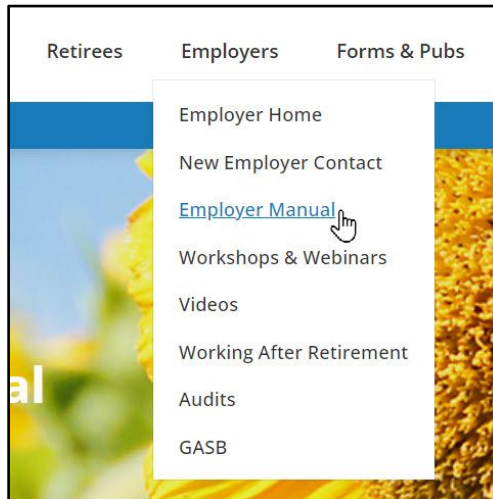 Retirees Employers Forms & Pubs
Employer Home
New Employer Contact
Employer Manual
Workshops & Webinars
Videos
Working After Retirement
al
Audits
GASB